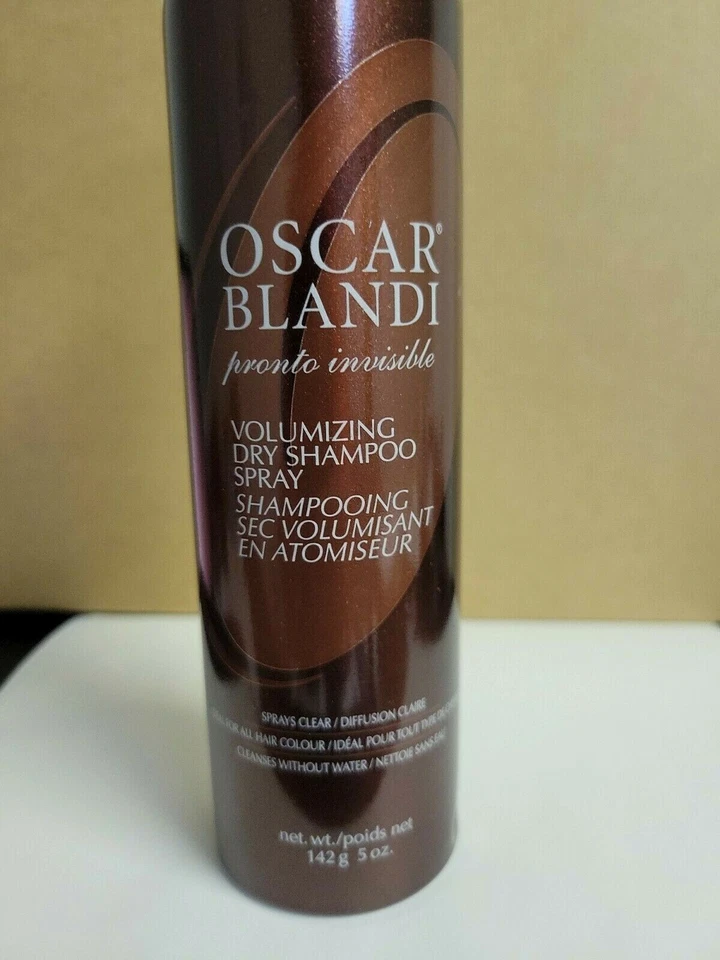 OSCAR®
BLANDI
pronto invisible
VOLUMIZING
DRY SHAMPOO
SPRAY
SHAMPOOING
SEC VOLUMISANT
EN ATOMISEUR
SPRAYS CLEAR / DIFFUSION CLAIRE
FOR ALL HAIR COLOUR / IDÉAL POUR TOUT TYPE DE
CLEANSES WITHOUT WATER / NETTOIE SANS EAU
net. wt./poids net
142 g 5 oz.